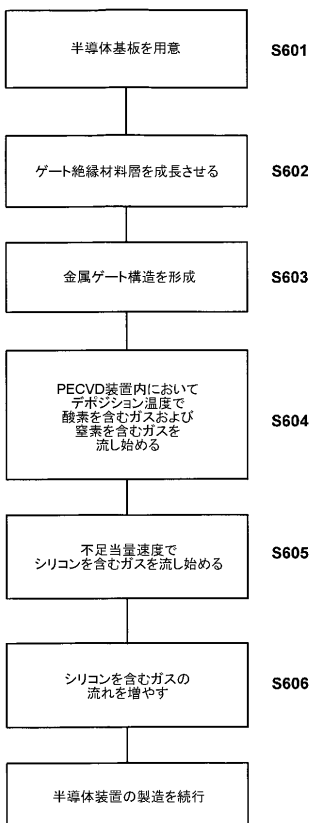 半導体基板を用意
S601
ゲート絶縁材料層を成長させる
S602
金属ゲート構造を形成
S603
PECVD装置内において
デポジション温度で
酸素を含むガスおよび
窒素を含むガスを
流し始める
S604
不足当量速度で
シリコンを含むガスを流し始める
S605
シリコンを含むガスの
流れを増やす
S606
半導体装置の製造を続行